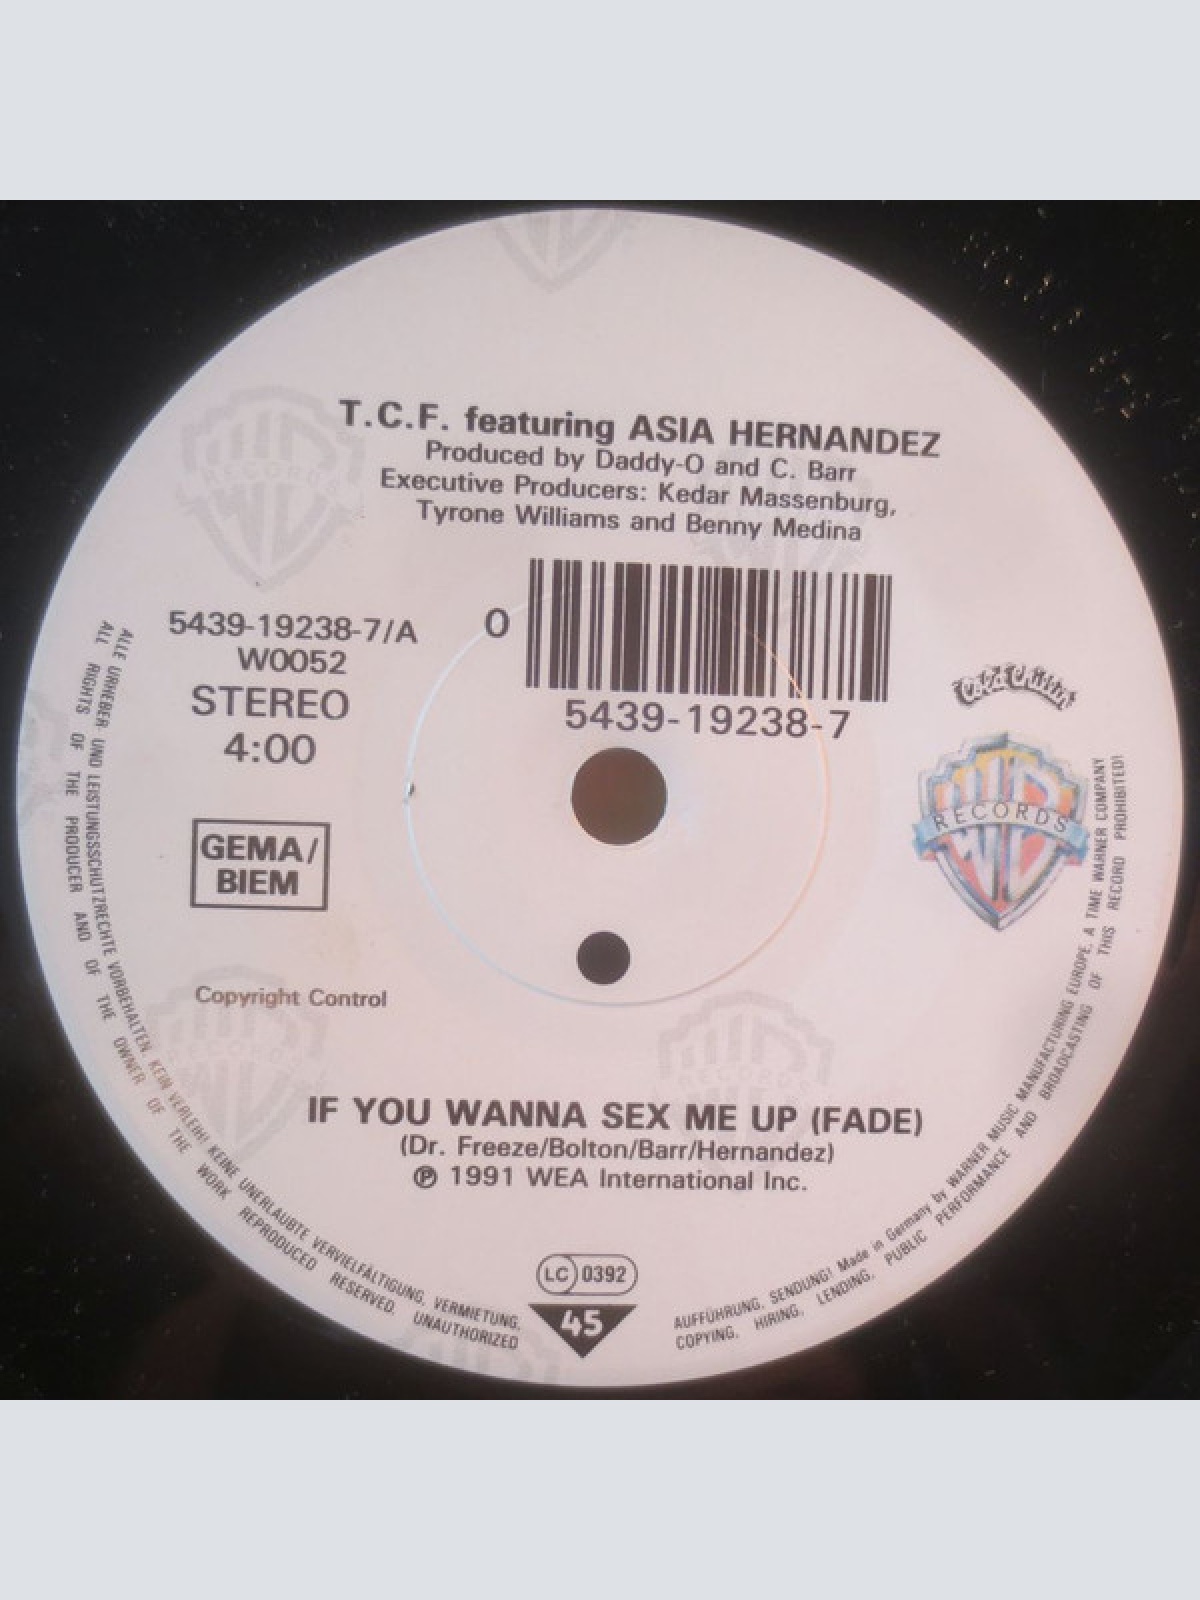 T.C.F. featuring ASIA HERNANDEZ
Produced by Daddy-O and C. Barr
Executive Producers: Kedar Massenburg,
Tyrone Williams and Benny Medina
5439-19238-7/A
W0052
STEREO
4:00
0
5439-19238-7
GEMA/
BIEM
Cold Chillin'
RECORDS
Copyright Control
IF YOU WANNA SEX ME UP (FADE)
(Dr. Freeze/Bolton/Barr/Hernandez)
℗ 1991 WEA International Inc.
LC 0392
45
ALLE URHEBER UND LEISTUNGSSCHUTZRECHTE VORBEHALTEN. KEIN VERLEIH! KEINE UNERLAUBTE VERVIELFÄLTIGUNG, VERMIETUNG, AUFFÜHRUNG, SENDUNG! Made in Germany by WARNER MUSIC MANUFACTURING EUROPE, A TIME WARNER COMPANY
ALL RIGHTS OF THE PRODUCER AND OF THE OWNER OF THE WORK REPRODUCED RESERVED. UNAUTHORIZED COPYING, HIRING, LENDING, PUBLIC PERFORMANCE AND BROADCASTING OF THIS RECORD PROHIBITED!